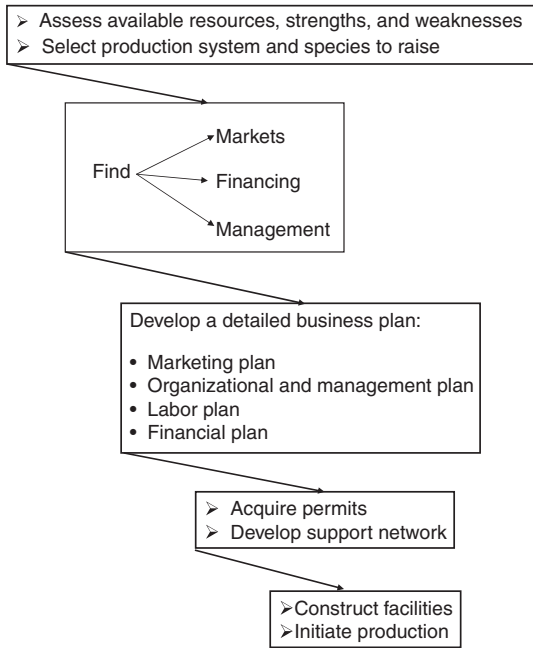 ➢ Assess available resources, strengths, and weaknesses
➢ Select production system and species to raise
Markets
Find
Financing
Management
Develop a detailed business plan:
• Marketing plan
• Organizational and management plan
• Labor plan
• Financial plan
➢ Acquire permits
➢ Develop support network
➢Construct facilities
➢Initiate production